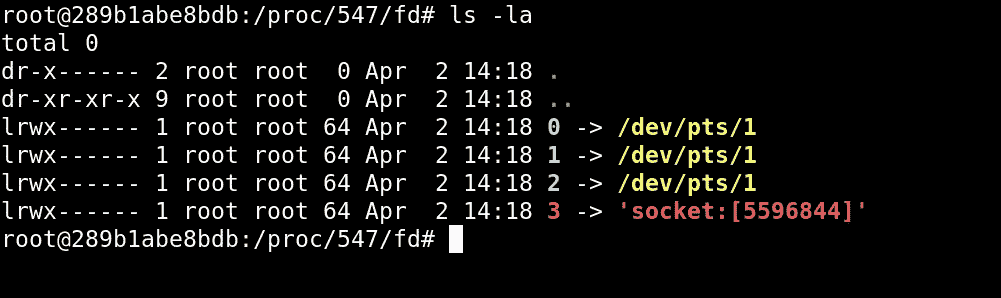 root@289b1abe8bdb:/proc/547/fd# ls -la
total 0
dr-x------ 2 root root  0 Apr  2 14:18 .
dr-xr-xr-x 9 root root  0 Apr  2 14:18 ..
lrwx------ 1 root root 64 Apr  2 14:18 0 -> /dev/pts/1
lrwx------ 1 root root 64 Apr  2 14:18 1 -> /dev/pts/1
lrwx------ 1 root root 64 Apr  2 14:18 2 -> /dev/pts/1
lrwx------ 1 root root 64 Apr  2 14:18 3 -> 'socket:[5596844]'
root@289b1abe8bdb:/proc/547/fd#